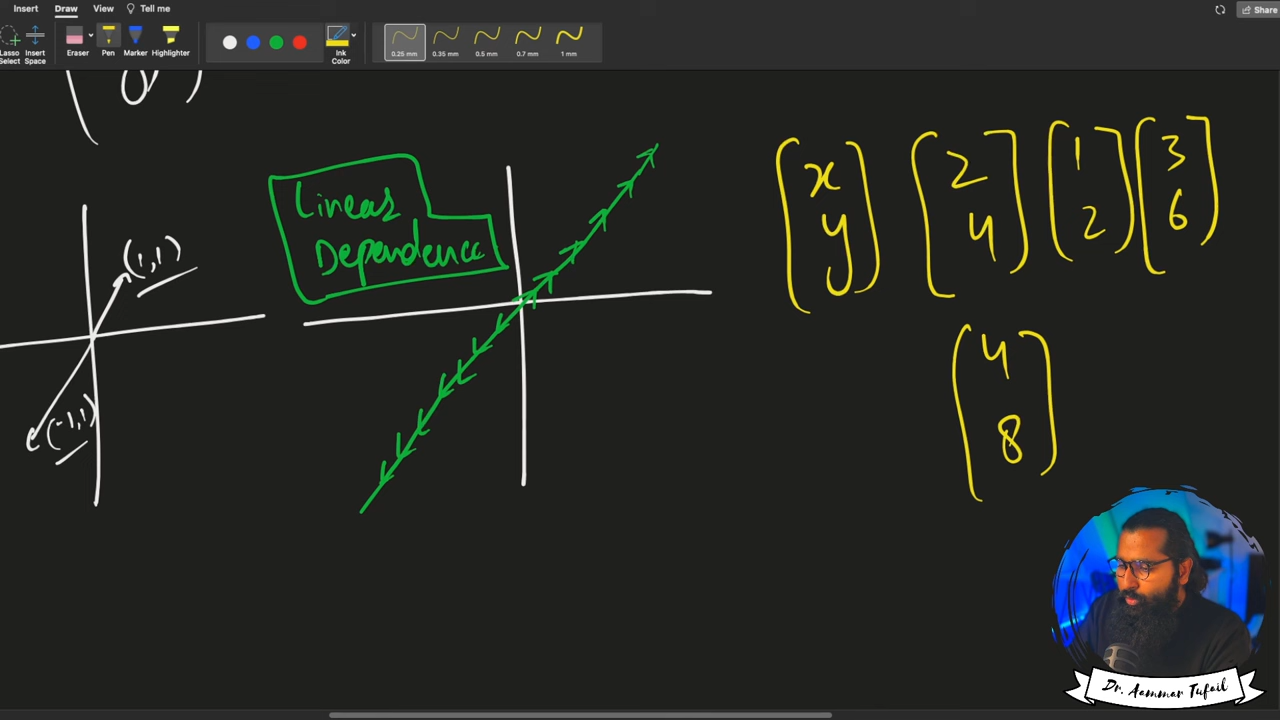 Insert Draw View Tell me Share
Lasso Select Insert Space Eraser Pen Marker Highlighter Ink Color 0.25 mm 0.35 mm 0.5 mm 0.7 mm 1 mm
Linear
Dependence
(1,1)
(-1,1)
x 2 1 3
y 4 2 6
4
8
Dr. Aammar Tufail